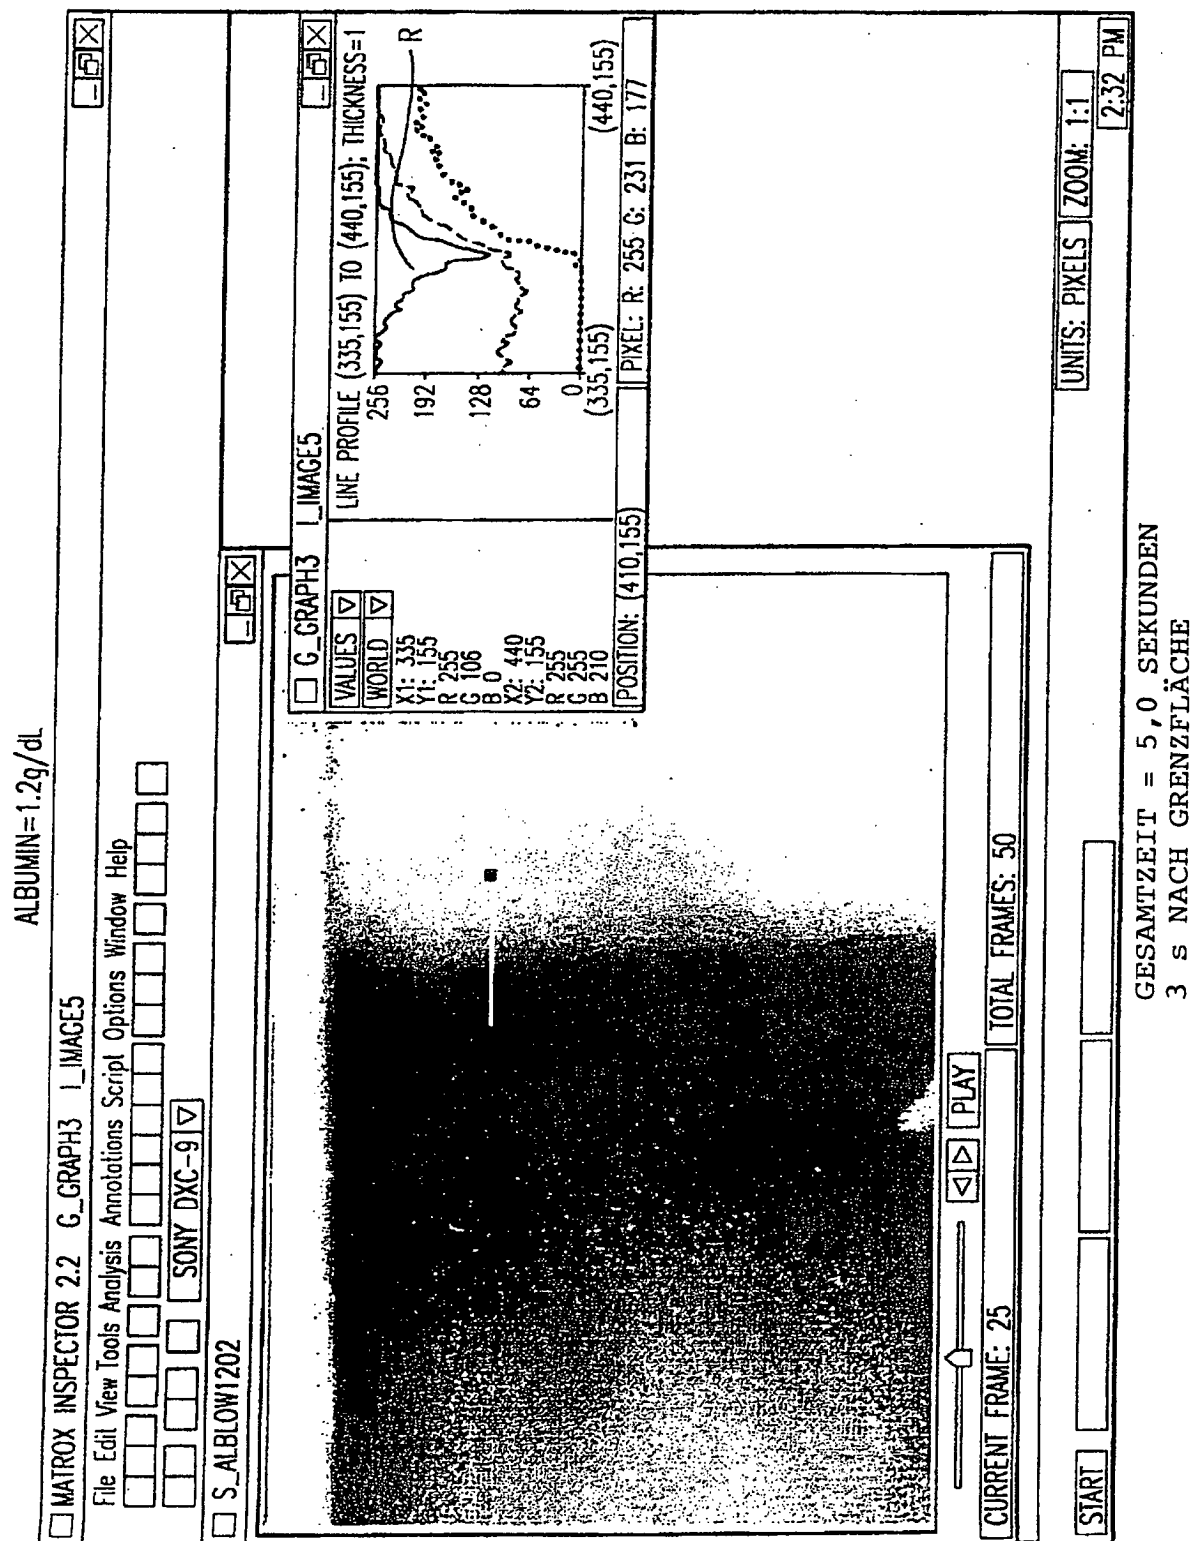 ALBUMIN=1.2g/dL
MATROX INSPECTOR 2.2 G_GRAPH3 I_IMAGE5
File Edit View Tools Analysis Annotations Script Options Window Help
SONY DXC-9
S_ALBLOW1202
G_GRAPH3 I_IMAGE5
VALUES
WORLD
X1: 335
Y1: 155
R 255
G 106
B 0
X2: 440
Y2: 155
R 255
G 255
B 210
LINE PROFILE (335,155) TO (440,155); THICKNESS=1
R
256
192
128
64
0
(335,155)
(440,155)
POSITION: (410,155)
PIXEL: R: 255 G: 231 B: 177
PLAY
CURRENT FRAME: 25
TOTAL FRAMES: 50
UNITS: PIXELS
ZOOM: 1:1
START
2:32 PM
GESAMTZEIT = 5,0 SEKUNDEN
3 s NACH GRENZFLÄCHE